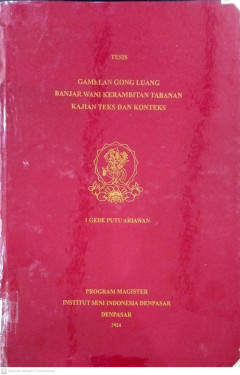 TESIS
GAMELAN GONG LUANG
BANJAR WANI KERAMBITAN TABANAN
KAJIAN TEKS DAN KONTEKS
I GEDE PUTU ARIAWAN
PROGRAM MAGISTER
INSTITUT SENI INDONESIA DENPASAR
DENPASAR